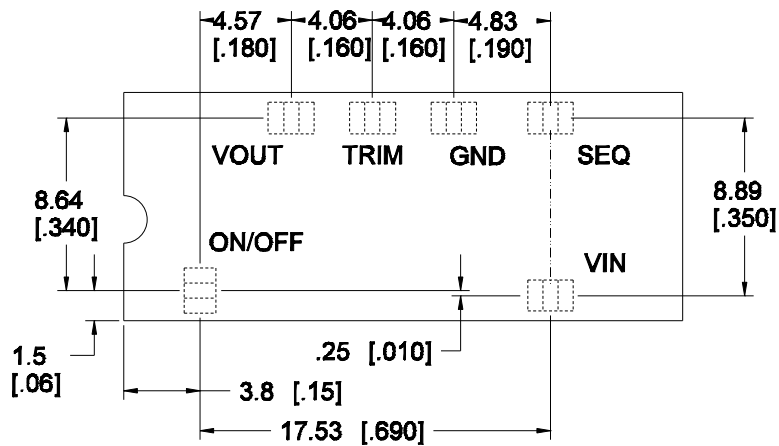 4.57 4.06 4.06 4.83
[.180] [.160] [.160] [.190]
VOUT TRIM GND SEQ
8.64
[.340]
8.89
[.350]
ON/OFF
VIN
1.5
[.06]
.25 [.010]
3.8 [.15]
17.53 [.690]